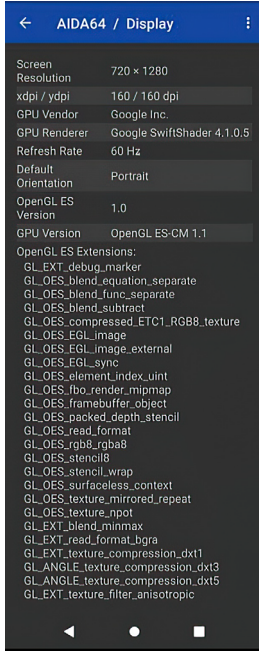 AIDA64 / Display
Screen Resolution 720 × 1280
xdpi / ydpi 160 / 160 dpi
GPU Vendor Google Inc.
GPU Renderer Google SwiftShader 4.1.0.5
Refresh Rate 60 Hz
Default Orientation Portrait
OpenGL ES Version 1.0
GPU Version OpenGL ES-CM 1.1
OpenGL ES Extensions:
GL_EXT_debug_marker
GL_OES_blend_equation_separate
GL_OES_blend_func_separate
GL_OES_blend_subtract
GL_OES_compressed_ETC1_RGB8_texture
GL_OES_EGL_image
GL_OES_EGL_image_external
GL_OES_EGL_sync
GL_OES_element_index_uint
GL_OES_fbo_render_mipmap
GL_OES_framebuffer_object
GL_OES_packed_depth_stencil
GL_OES_read_format
GL_OES_rgb8_rgba8
GL_OES_stencil8
GL_OES_stencil_wrap
GL_OES_surfaceless_context
GL_OES_texture_mirrored_repeat
GL_OES_texture_npot
GL_EXT_blend_minmax
GL_EXT_read_format_bgra
GL_EXT_texture_compression_dxt1
GL_ANGLE_texture_compression_dxt3
GL_ANGLE_texture_compression_dxt5
GL_EXT_texture_filter_anisotropic